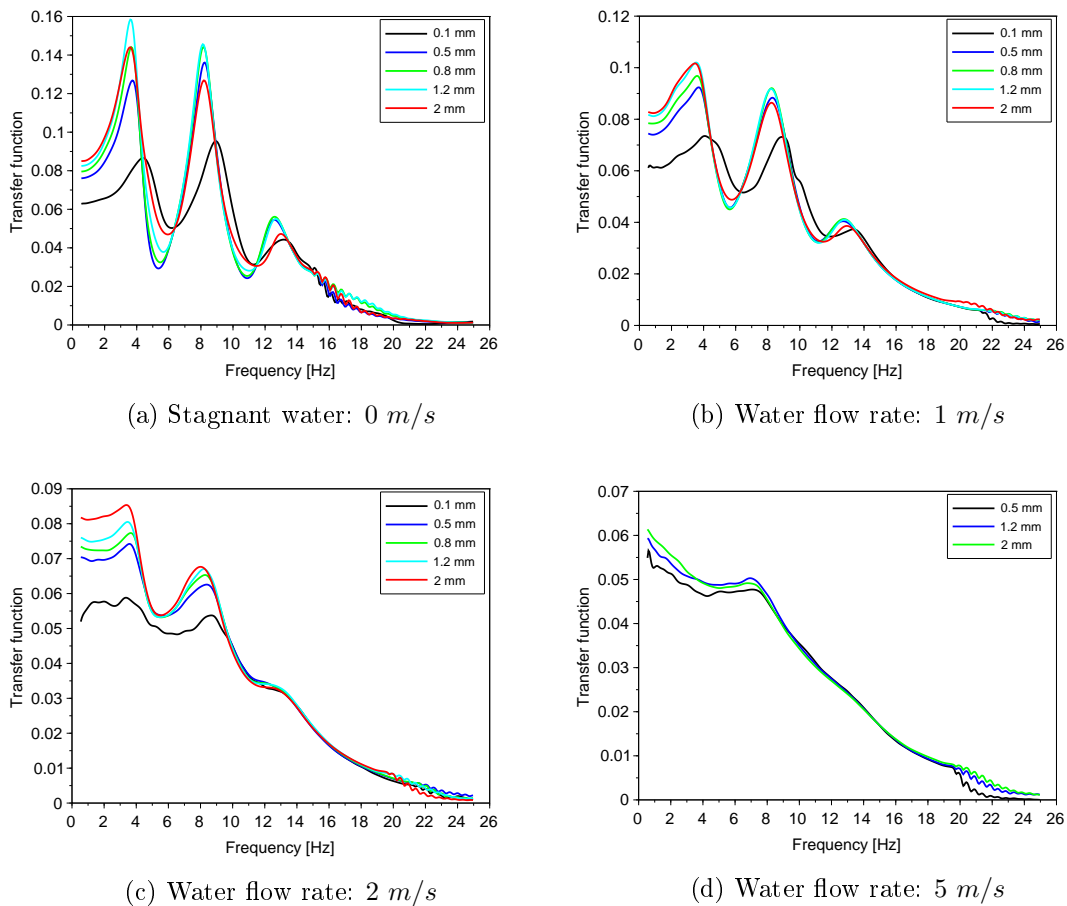 0.16
0.14
0.12
0.1
0.08
0.06
0.04
0.02
0
Transfer function
0.1 mm
0.5 mm
0.8 mm
1.2 mm
2 mm
0 2 4 6 8 10 12 14 16 18 20 22 24 26
Frequency [Hz]
(a) Stagnant water: 0 m/s
0.12
0.1
0.08
0.06
0.04
0.02
0
Transfer function
0.1 mm
0.5 mm
0.8 mm
1.2 mm
2 mm
0 2 4 6 8 10 12 14 16 18 20 22 24 26
Frequency [Hz]
(b) Water flow rate: 1 m/s
0.09
0.08
0.07
0.06
0.05
0.04
0.03
0.02
0.01
0
Transfer function
0.1 mm
0.5 mm
0.8 mm
1.2 mm
2 mm
0 2 4 6 8 10 12 14 16 18 20 22 24 26
Frequency [Hz]
(c) Water flow rate: 2 m/s
0.07
0.06
0.05
0.04
0.03
0.02
0.01
0
Transfer function
0.5 mm
1.2 mm
2 mm
0 2 4 6 8 10 12 14 16 18 20 22 24 26
Frequency [Hz]
(d) Water flow rate: 5 m/s